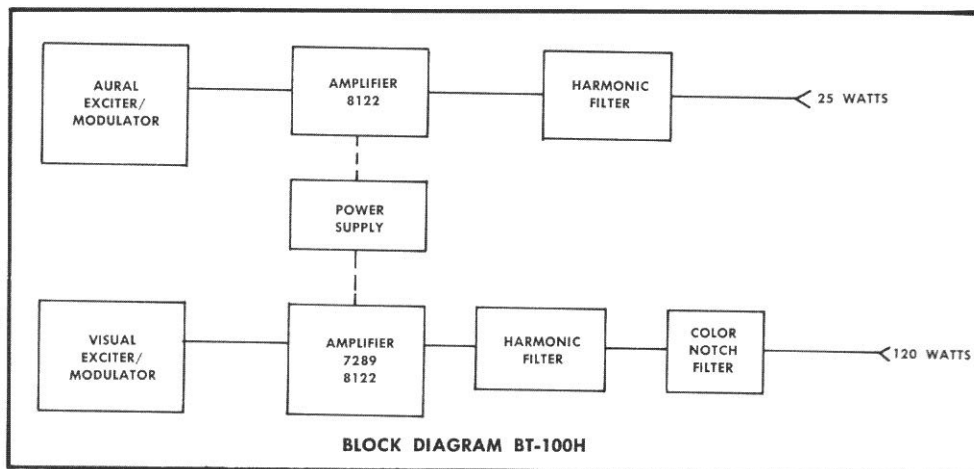 AURAL
EXCITER/
MODULATOR
AMPLIFIER
8122
HARMONIC
FILTER
25 WATTS
POWER
SUPPLY
VISUAL
EXCITER/
MODULATOR
AMPLIFIER
7289
8122
HARMONIC
FILTER
COLOR
NOTCH
FILTER
120 WATTS
BLOCK DIAGRAM BT-100H